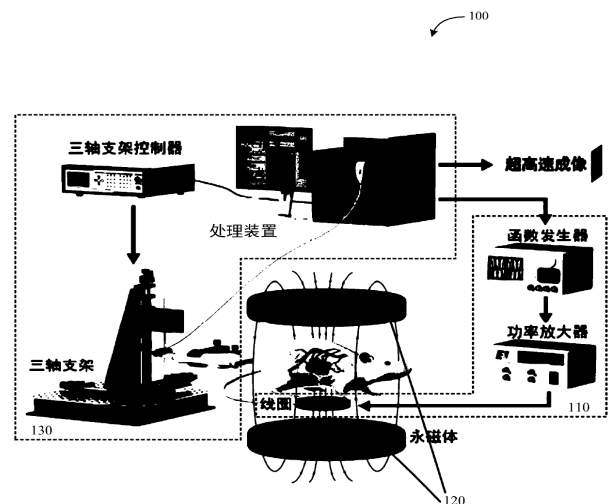 100
三轴支架控制器
超高速成像
处理装置
函数发生器
功率放大器
三轴支架
线圈
110
永磁体
130
120